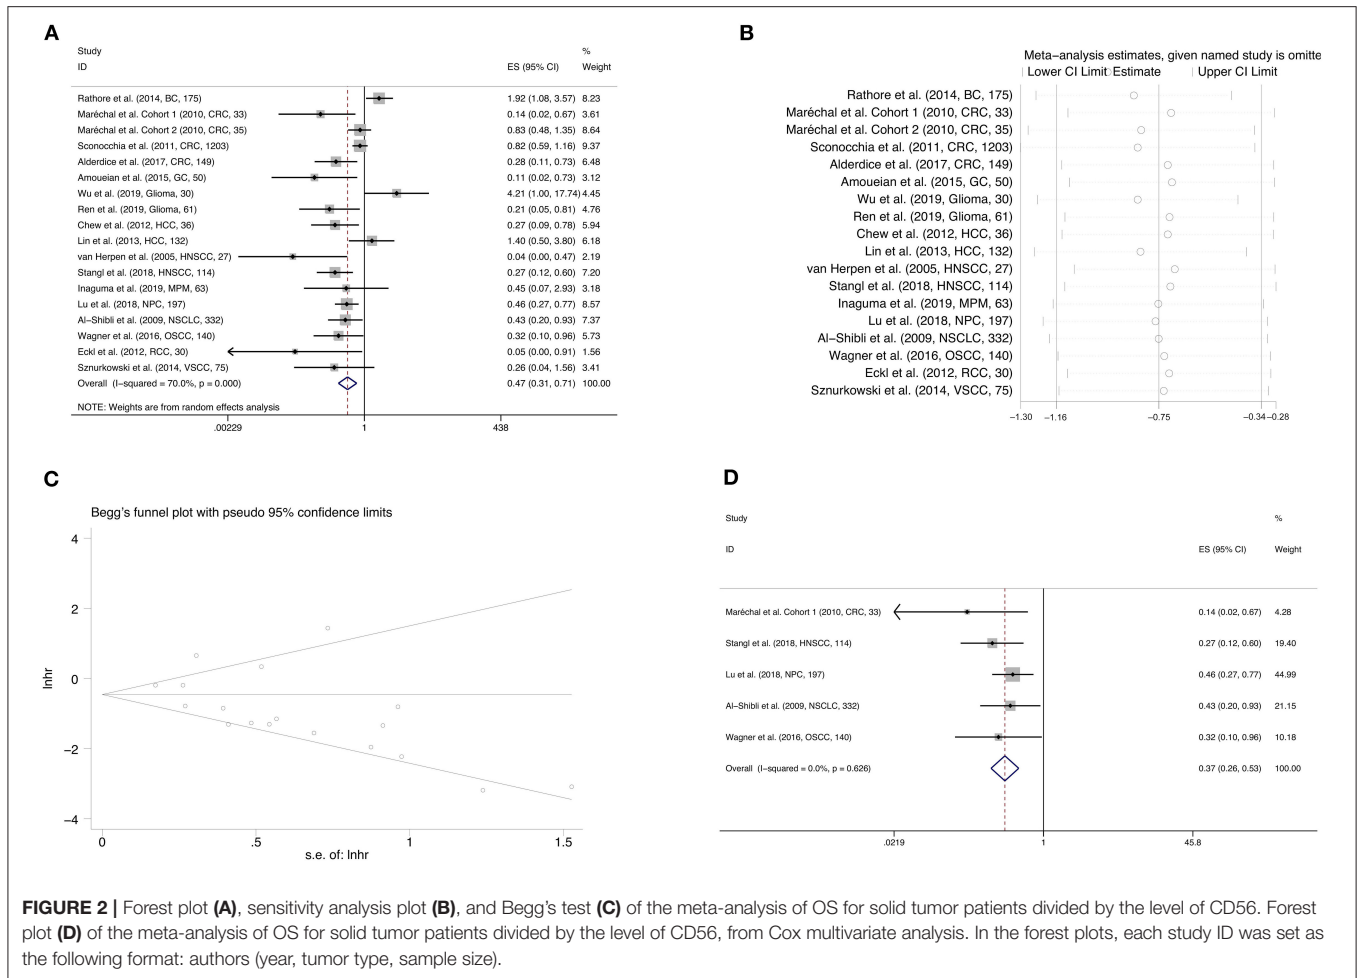 A
Study %
ID ES (95% CI) Weight
Rathore et al. (2014, BC, 175) 1.92 (1.08, 3.57) 8.23
Maréchal et al. Cohort 1 (2010, CRC, 33) 0.14 (0.02, 0.67) 3.61
Maréchal et al. Cohort 2 (2010, CRC, 35) 0.83 (0.48, 1.35) 8.64
Sconocchia et al. (2011, CRC, 1203) 0.82 (0.59, 1.16) 9.37
Alderdice et al. (2017, CRC, 149) 0.28 (0.11, 0.73) 6.48
Amoueian et al. (2015, GC, 50) 0.11 (0.02, 0.73) 3.12
Wu et al. (2019, Glioma, 30) 4.21 (1.00, 17.74) 4.45
Ren et al. (2019, Glioma, 61) 0.21 (0.05, 0.81) 4.76
Chew et al. (2012, HCC, 36) 0.27 (0.09, 0.78) 5.94
Lin et al. (2013, HCC, 132) 1.40 (0.50, 3.80) 6.18
van Herpen et al. (2005, HNSCC, 27) 0.04 (0.00, 0.47) 2.19
Stangl et al. (2018, HNSCC, 114) 0.27 (0.12, 0.60) 7.20
Inaguma et al. (2019, MPM, 63) 0.45 (0.07, 2.93) 3.18
Lu et al. (2018, NPC, 197) 0.46 (0.27, 0.77) 8.57
Al–Shibli et al. (2009, NSCLC, 332) 0.43 (0.20, 0.93) 7.37
Wagner et al. (2016, OSCC, 140) 0.32 (0.10, 0.96) 5.73
Eckl et al. (2012, RCC, 30) 0.05 (0.00, 0.91) 1.56
Sznurkowski et al. (2014, VSCC, 75) 0.26 (0.04, 1.56) 3.41
Overall (I–squared = 70.0%, p = 0.000) 0.47 (0.31, 0.71) 100.00
NOTE: Weights are from random effects analysis
.00229 1 438
B
Meta–analysis estimates, given named study is omitte
Lower CI Limit Estimate Upper CI Limit
Rathore et al. (2014, BC, 175)
Maréchal et al. Cohort 1 (2010, CRC, 33)
Maréchal et al. Cohort 2 (2010, CRC, 35)
Sconocchia et al. (2011, CRC, 1203)
Alderdice et al. (2017, CRC, 149)
Amoueian et al. (2015, GC, 50)
Wu et al. (2019, Glioma, 30)
Ren et al. (2019, Glioma, 61)
Chew et al. (2012, HCC, 36)
Lin et al. (2013, HCC, 132)
van Herpen et al. (2005, HNSCC, 27)
Stangl et al. (2018, HNSCC, 114)
Inaguma et al. (2019, MPM, 63)
Lu et al. (2018, NPC, 197)
Al–Shibli et al. (2009, NSCLC, 332)
Wagner et al. (2016, OSCC, 140)
Eckl et al. (2012, RCC, 30)
Sznurkowski et al. (2014, VSCC, 75)
−1.30 −1.16 −0.75 −0.34 −0.28
C
Begg's funnel plot with pseudo 95% confidence limits
4
2
0
−2
−4
lnhr
0 .5 1 1.5
s.e. of: lnhr
D
Study %
ID ES (95% CI) Weight
Maréchal et al. Cohort 1 (2010, CRC, 33) 0.14 (0.02, 0.67) 4.28
Stangl et al. (2018, HNSCC, 114) 0.27 (0.12, 0.60) 19.40
Lu et al. (2018, NPC, 197) 0.46 (0.27, 0.77) 44.99
Al–Shibli et al. (2009, NSCLC, 332) 0.43 (0.20, 0.93) 21.15
Wagner et al. (2016, OSCC, 140) 0.32 (0.10, 0.96) 10.18
Overall (I–squared = 0.0%, p = 0.626) 0.37 (0.26, 0.53) 100.00
.0219 1 45.8
FIGURE 2 | Forest plot (A), sensitivity analysis plot (B), and Begg's test (C) of the meta-analysis of OS for solid tumor patients divided by the level of CD56. Forest
plot (D) of the meta-analysis of OS for solid tumor patients divided by the level of CD56, from Cox multivariate analysis. In the forest plots, each study ID was set as
the following format: authors (year, tumor type, sample size).